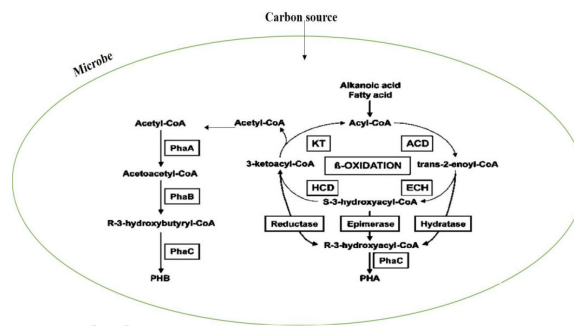 Carbon source
Microbe
Alkanoic acid
Fatty acid
Acetyl-CoA
Acetyl-CoA
Acyl-CoA
PhaA
KT
ACD
Acetoacetyl-CoA
3-ketoacyl-CoA
ß-OXIDATION
trans-2-enoyl-CoA
PhaB
HCD
ECH
S-3-hydroxyacyl-CoA
R-3-hydroxybutyryl-CoA
Reductase
Epimerase
Hydratase
R-3-hydroxyacyl-CoA
PhaC
PhaC
PHB
PHA